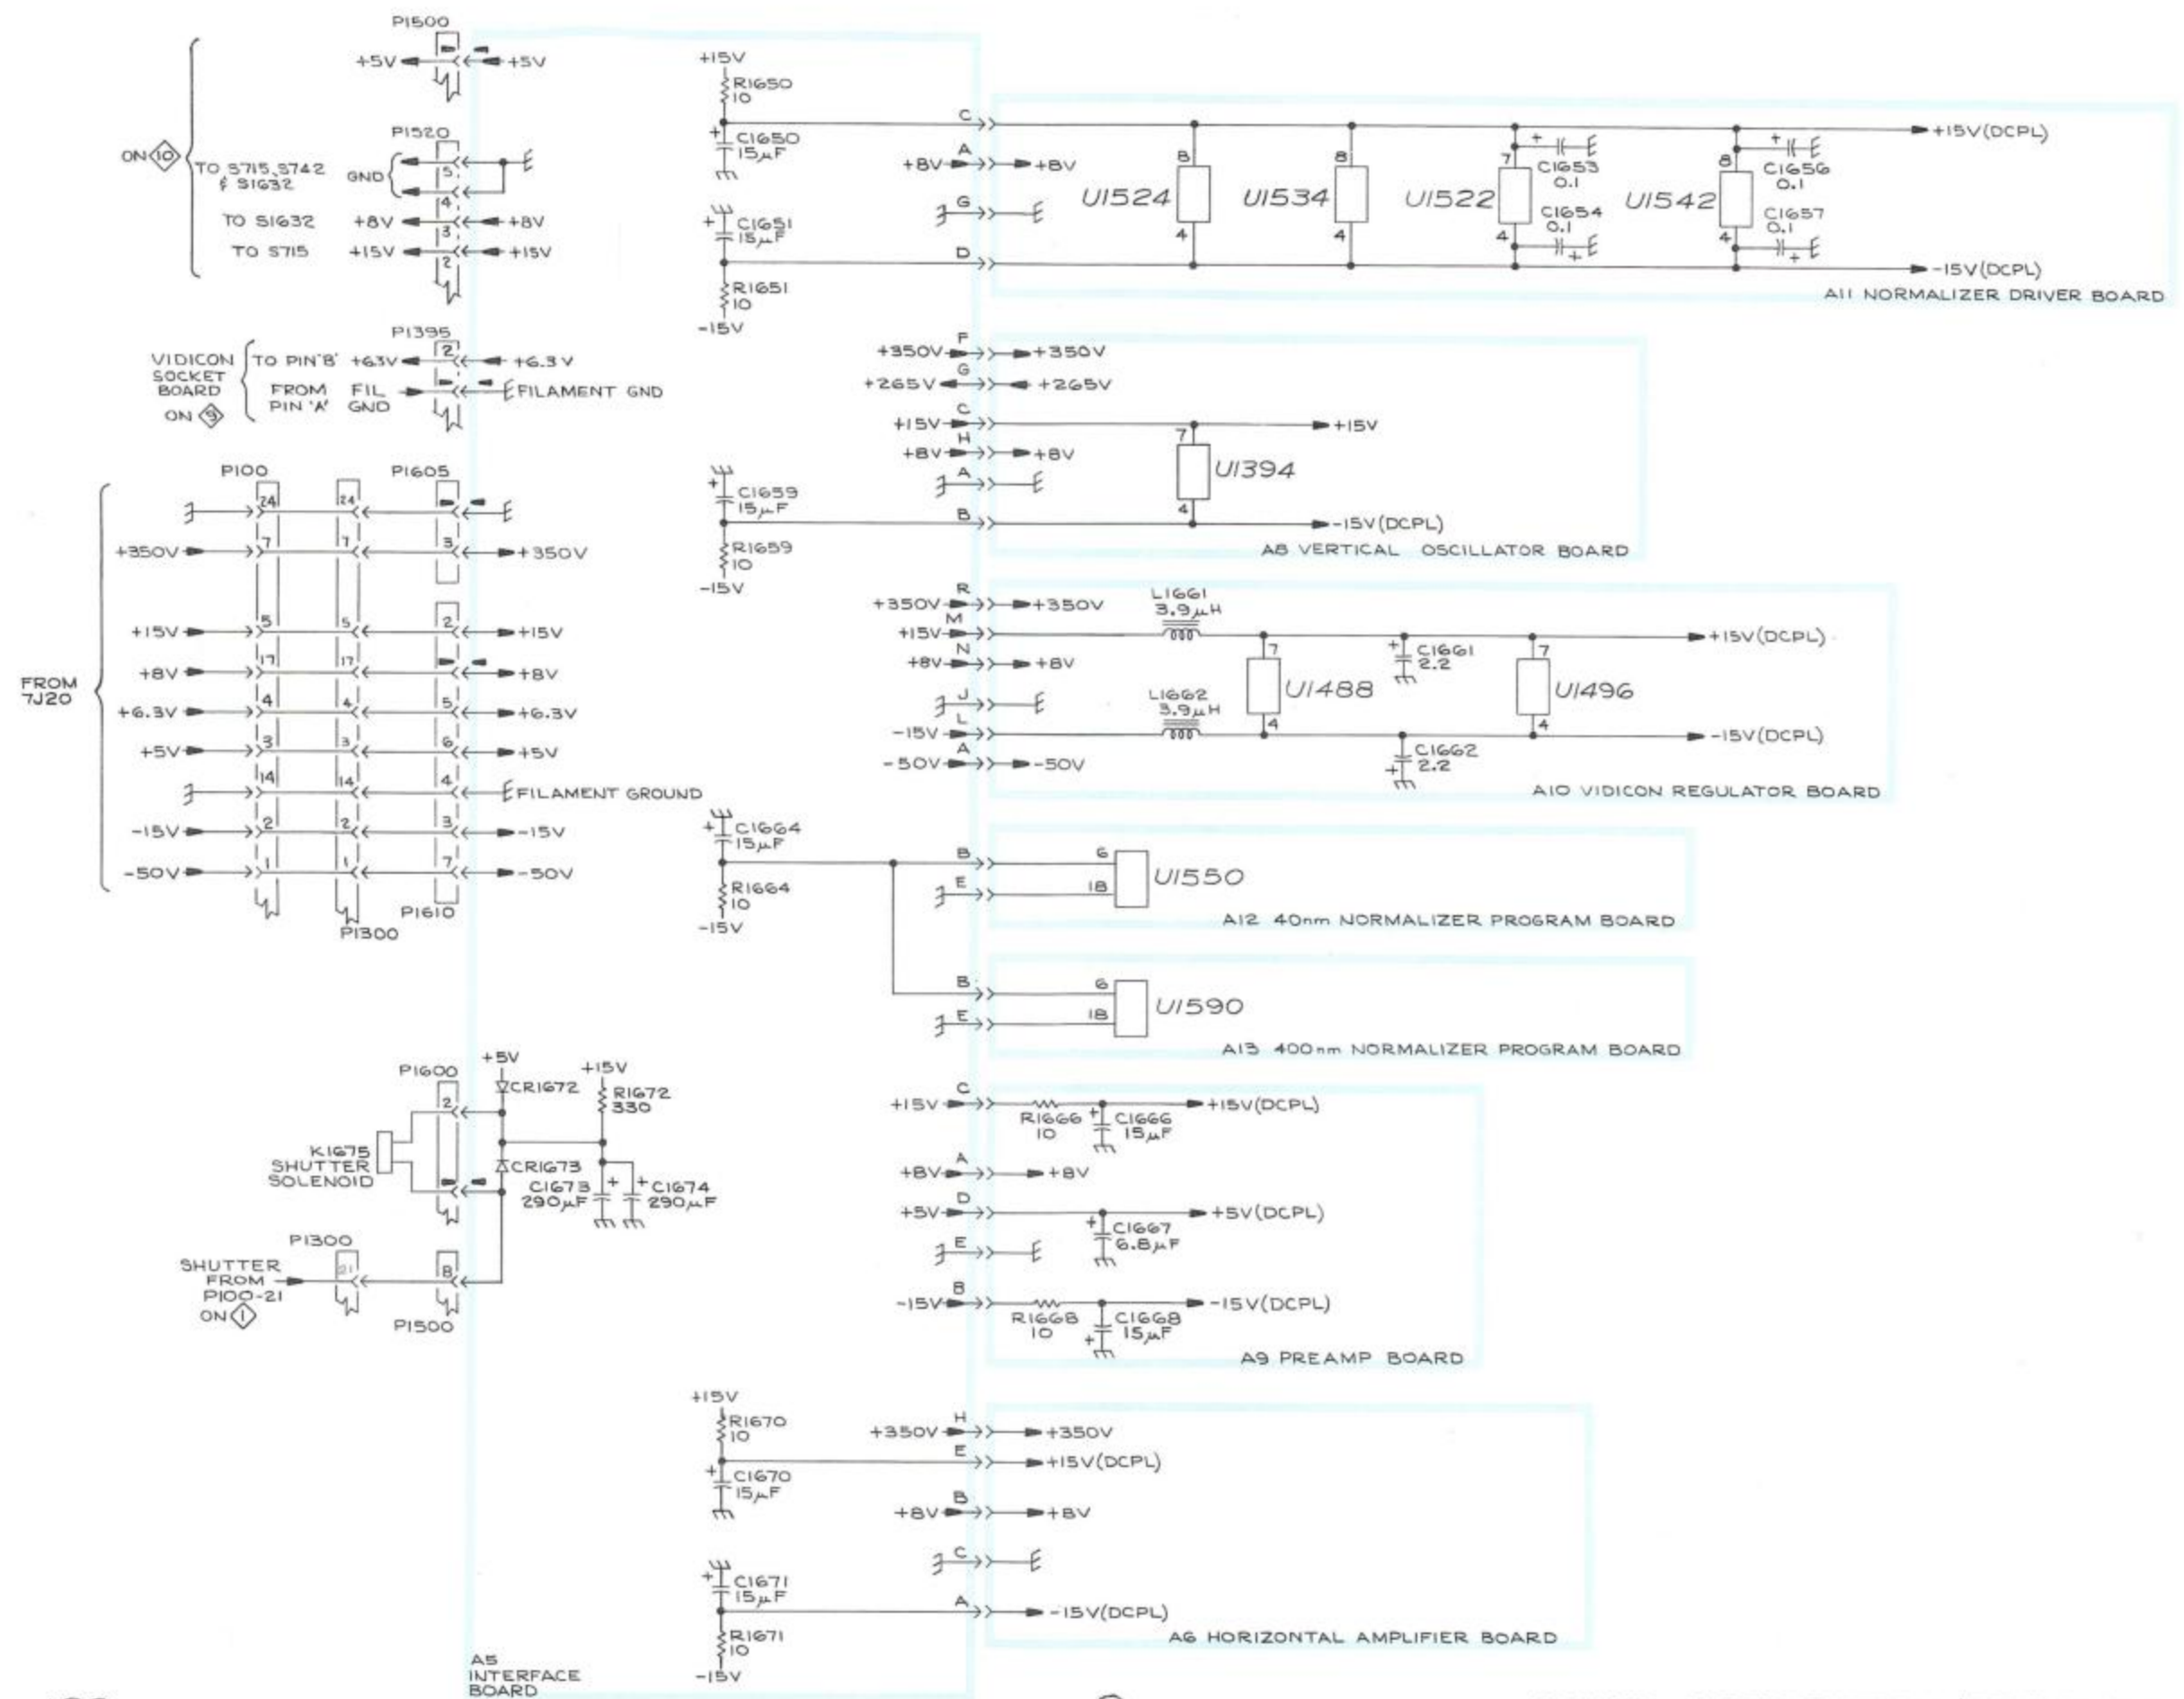 P1500
+5V
+5V
ON 10
P1520
TO S715, S742
& S1632
GND
5
4
TO S1632
+8V
3
+8V
TO S715
+15V
2
+15V
P1395
VIDICON
SOCKET
BOARD
ON 9
TO PIN 'B'
+6.3V
2
+6.3V
FROM
PIN 'A'
FIL
GND
FILAMENT GND
P100
P1605
24
24
+350V
7
7
3
+350V
FROM
7J20
+15V
5
5
2
+15V
+8V
17
17
+8V
+6.3V
4
4
5
+6.3V
+5V
3
3
6
+5V
14
14
4
FILAMENT GROUND
-15V
2
2
3
-15V
-50V
1
1
7
-50V
P1610
P1300
P1600
+5V
CR1672
+15V
R1672
330
2
K1675
SHUTTER
SOLENOID
CR1673
C1673
290µF
C1674
290µF
P1300
SHUTTER
FROM
P100-21
ON 1
21
8
P1500
A5
INTERFACE
BOARD
+15V
R1650
10
C1650
15µF
C1651
15µF
R1651
10
-15V
C
A
+8V
+8V
G
D
8
U1524
4
8
U1534
4
7
U1522
4
C1653
0.1
C1654
0.1
8
U1542
4
C1656
0.1
C1657
0.1
+15V(DCPL)
-15V(DCPL)
A11 NORMALIZER DRIVER BOARD
F
+350V
+350V
G
+265V
+265V
C
+15V
+15V
H
+8V
+8V
A
B
7
U1394
4
C1659
15µF
R1659
10
-15V
-15V(DCPL)
A8 VERTICAL OSCILLATOR BOARD
R
+350V
+350V
M
+15V
L1661
3.9µH
N
+8V
+8V
J
L
-15V
L1662
3.9µH
A
-50V
-50V
7
U1488
4
C1661
2.2
C1662
2.2
7
U1496
4
+15V(DCPL)
-15V(DCPL)
A10 VIDICON REGULATOR BOARD
C1664
15µF
R1664
10
-15V
B
6
E
18
U1550
A12 40nm NORMALIZER PROGRAM BOARD
B
6
E
18
U1590
A13 400nm NORMALIZER PROGRAM BOARD
C
+15V
R1666
10
C1666
15µF
+15V(DCPL)
A
+8V
+8V
D
+5V
C1667
6.8µF
+5V(DCPL)
E
B
-15V
R1668
10
C1668
15µF
-15V(DCPL)
A9 PREAMP BOARD
+15V
R1670
10
C1670
15µF
C1671
15µF
R1671
10
-15V
H
+350V
+350V
E
+15V(DCPL)
B
+8V
+8V
C
A
-15V(DCPL)
A6 HORIZONTAL AMPLIFIER BOARD